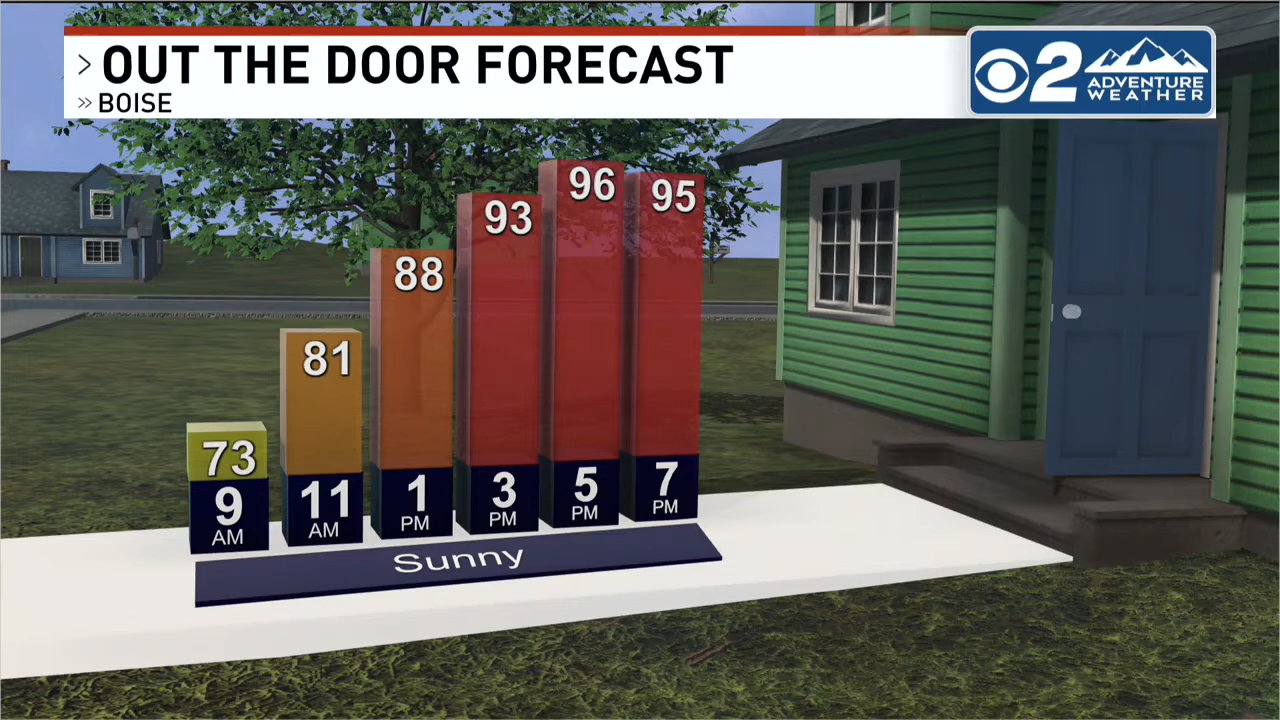 > OUT THE DOOR FORECAST
» BOISE
2 ADVENTURE WEATHER
73
81
88
93
96
95
9 AM
11 AM
1 PM
3 PM
5 PM
7 PM
Sunny